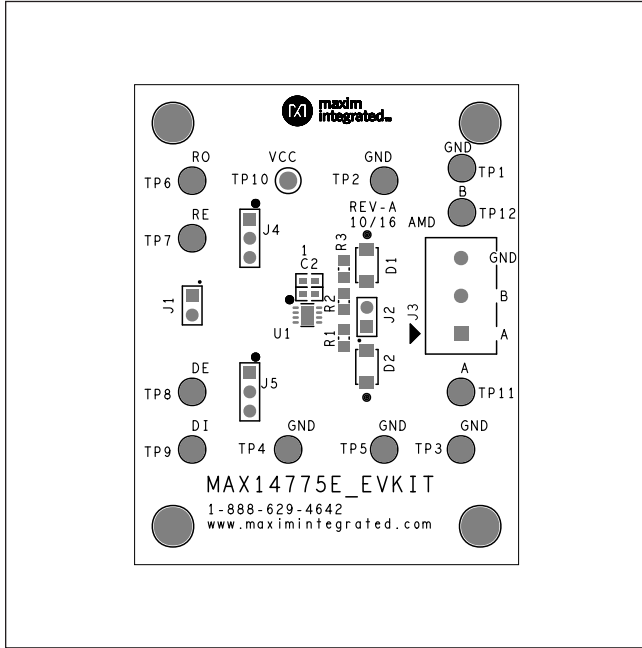 maxim
integrated™
RO
VCC
GND
GND
TP6
TP10
TP2
TP1
B
TP12
RE
TP7
J4
REV-A
10/16 AMD
R3
D1
GND
B
A
J3
1
C2
J1
R2
J2
U1
R1
D2
DE
TP8
J5
A
TP11
DI
GND
GND
GND
TP9
TP4
TP5
TP3
MAX14775E_EVKIT
1-888-629-4642
www.maximintegrated.com